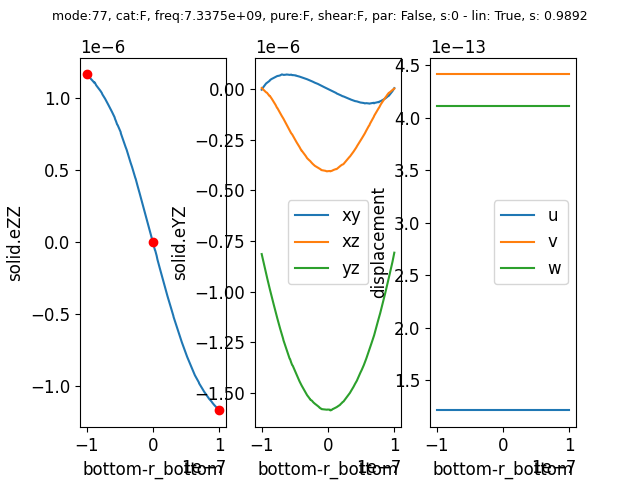 mode:77, cat:F, freq:7.3375e+09, pure:F, shear:F, par: False, s:0 - lin: True, s: 0.9892
1e−6
1e−6
1e−13
solid.eZZ
1.0
0.5
0.0
−0.5
−1.0
−1
0
1
bottom-r_bottom
1e−7
solid.eYZ
0.00
−0.25
−0.50
−0.75
−1.00
−1.25
−1.50
xy
xz
yz
−1
0
1
bottom-r_bottom
1e−7
displacement
4.5
4.0
3.5
3.0
2.5
2.0
1.5
u
v
w
−1
0
1
bottom-r_bottom
1e−7